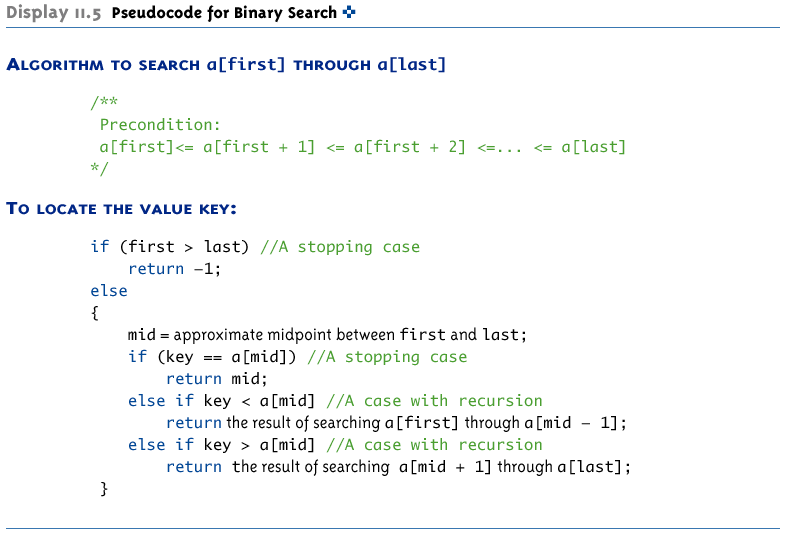 Display 11.5 Pseudocode for Binary Search
ALGORITHM TO SEARCH a[first] THROUGH a[last]
/**
Precondition:
a[first]<= a[first + 1] <= a[first + 2] <=... <= a[last]
*/
TO LOCATE THE VALUE KEY:
if (first > last) //A stopping case
return −1;
else
{
mid = approximate midpoint between first and last;
if (key == a[mid]) //A stopping case
return mid;
else if key < a[mid] //A case with recursion
return the result of searching a[first] through a[mid − 1];
else if key > a[mid] //A case with recursion
return the result of searching a[mid + 1] through a[last];
}